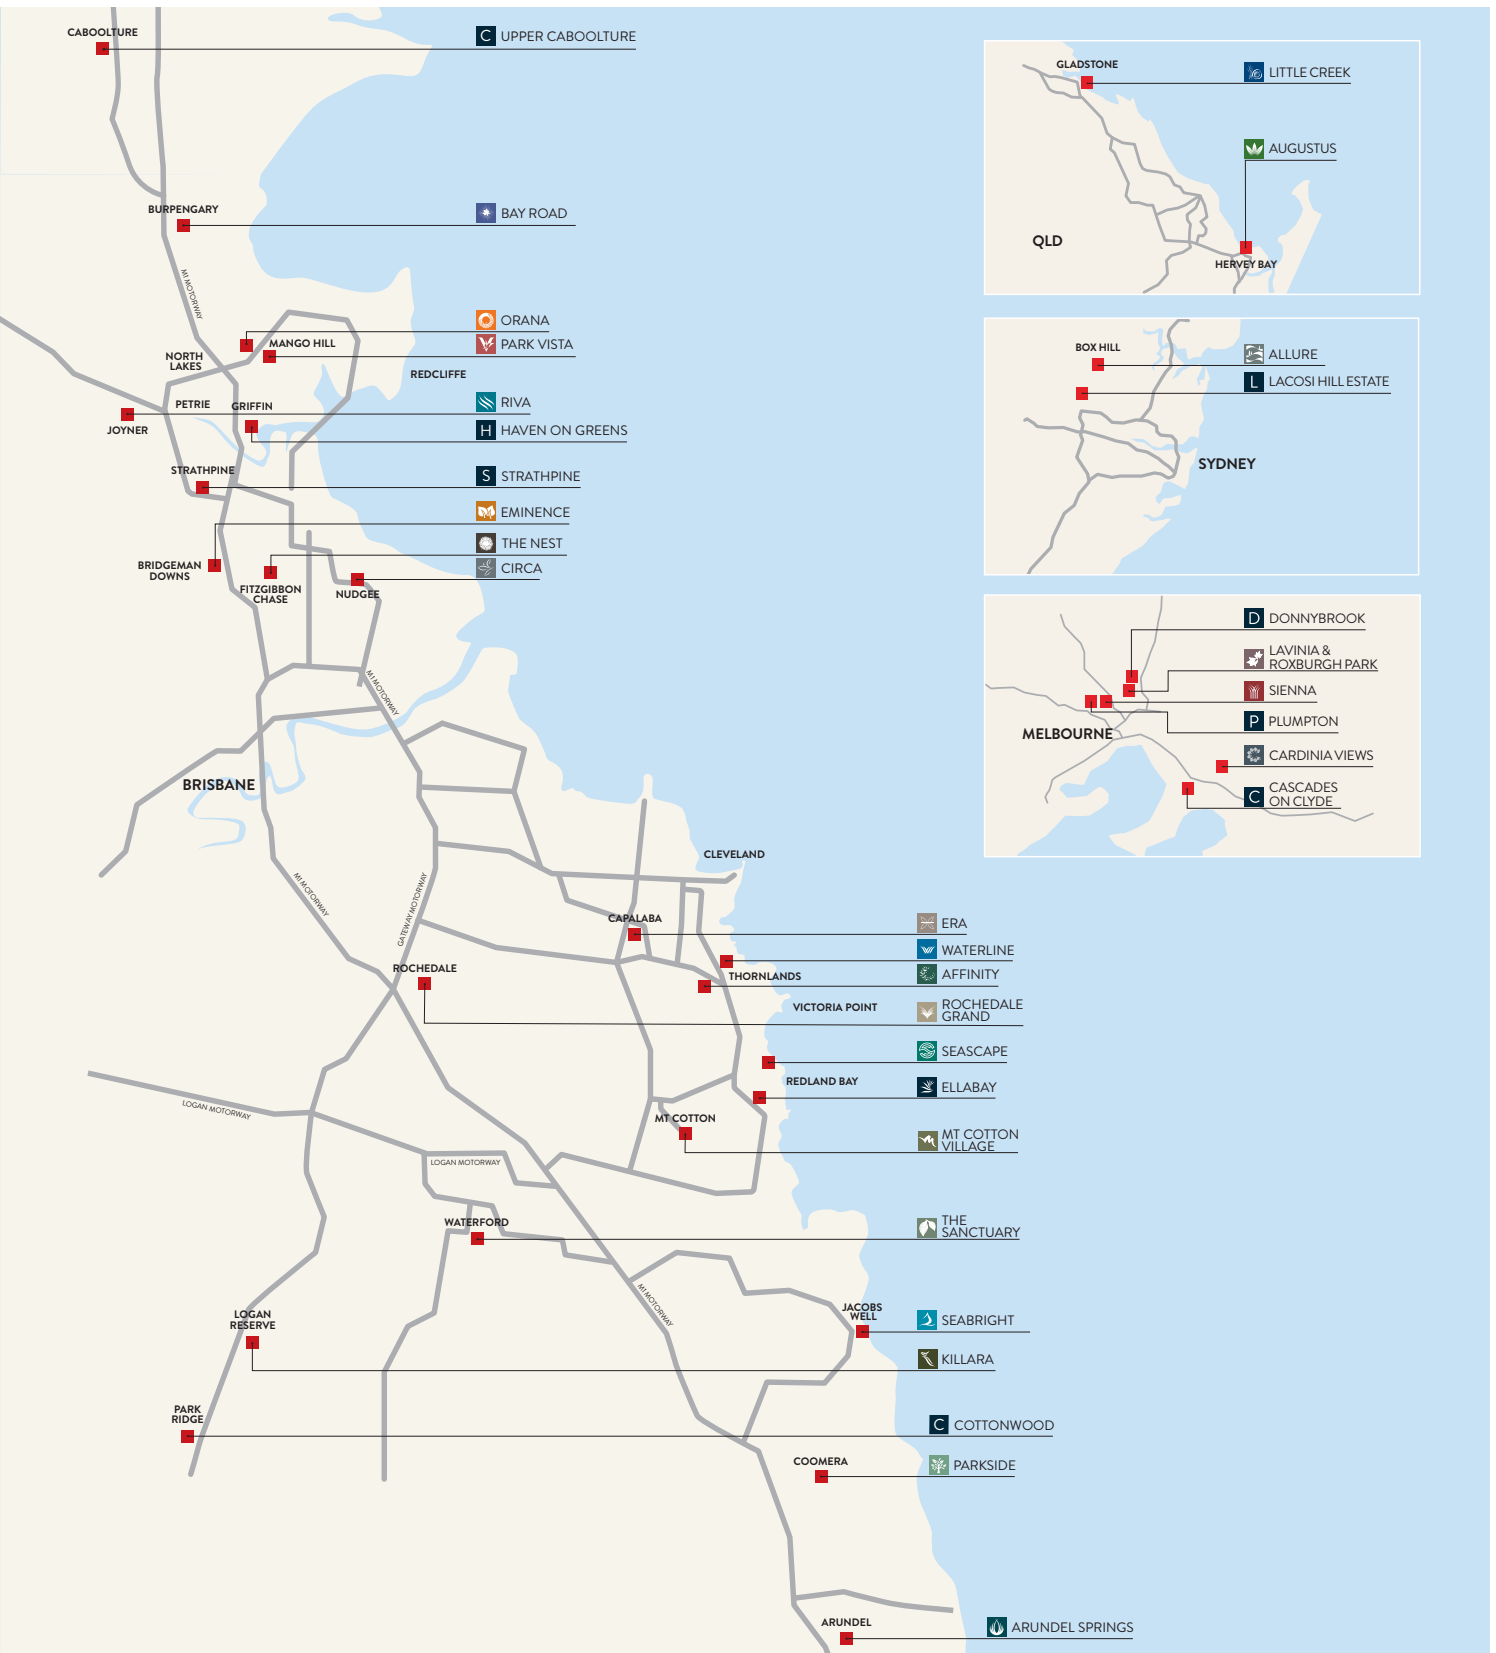 CABOOLTURE
C UPPER CABOOLTURE
BURPENGARY
BAY ROAD
M1 MOTORWAY
ORANA
MANGO HILL
PARK VISTA
NORTH
LAKES
REDCLIFFE
PETRIE
GRIFFIN
RIVA
JOYNER
H HAVEN ON GREENS
STRATHPINE
S STRATHPINE
EMINENCE
THE NEST
BRIDGEMAN
DOWNS
CIRCA
FITZGIBBON
CHASE
NUDGEE
M1 MOTORWAY
BRISBANE
M1 MOTORWAY
GATEWAY MOTORWAY
CLEVELAND
CAPALABA
ERA
WATERLINE
ROCHEDALE
THORNLANDS
AFFINITY
VICTORIA POINT
ROCHEDALE
GRAND
SEASCAPE
REDLAND BAY
ELLABAY
LOGAN MOTORWAY
MT COTTON
MT COTTON
VILLAGE
LOGAN MOTORWAY
WATERFORD
THE
SANCTUARY
M1 MOTORWAY
LOGAN
RESERVE
JACOBS
WELL
SEABRIGHT
KILLARA
PARK
RIDGE
C COTTONWOOD
COOMERA
PARKSIDE
ARUNDEL
ARUNDEL SPRINGS
GLADSTONE
LITTLE CREEK
AUGUSTUS
QLD
HERVEY BAY
BOX HILL
ALLURE
L LACOSI HILL ESTATE
SYDNEY
D DONNYBROOK
LAVINIA &
ROXBURGH PARK
SIENNA
P PLUMPTON
MELBOURNE
CARDINIA VIEWS
C CASCADES
ON CLYDE